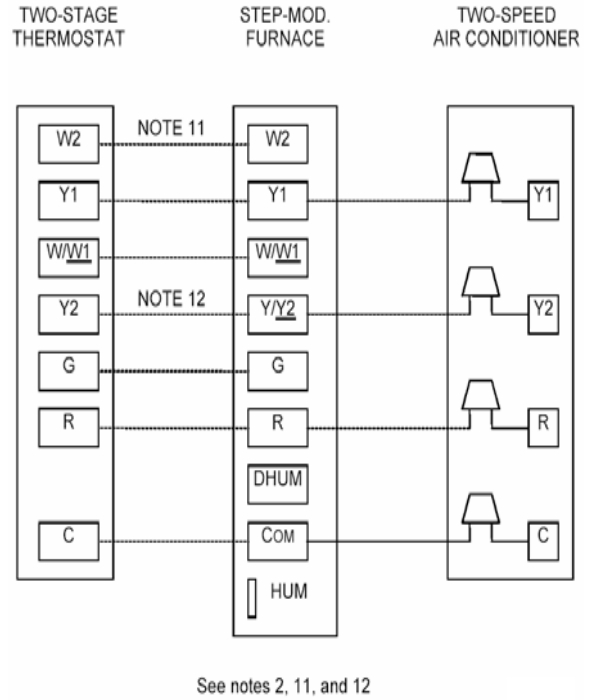 TWO-STAGE
THERMOSTAT
STEP-MOD.
FURNACE
TWO-SPEED
AIR CONDITIONER
W2
NOTE 11
W2
Y1
Y1
Y1
W/W1
W/W1
Y2
NOTE 12
Y/Y2
Y2
G
G
R
R
R
DHUM
C
COM
C
HUM
See notes 2, 11, and 12